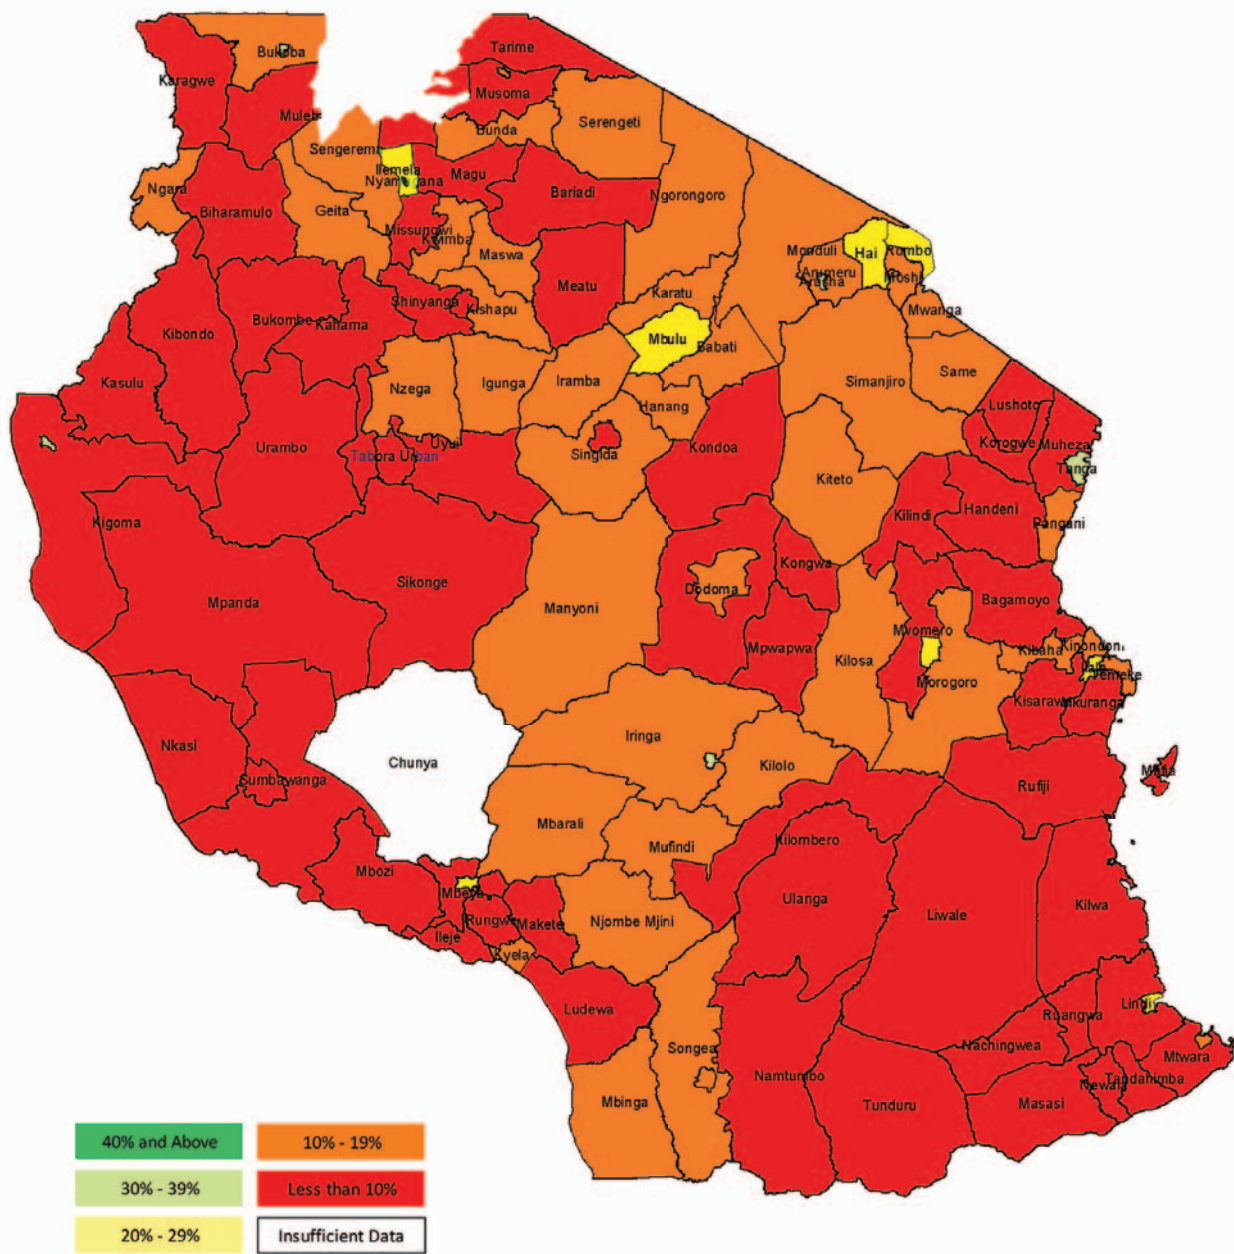 Tarime
Bukoba
Karagwe
Musoma
Muleb
Serengeti
Bunda
Sengerema
Ilemela
Magu
Ngara
Nyamagana
Bariadi
Ngorongoro
Biharamulo
Geita
Missungwi
Kwimba
Maswa
Monduli
Hai
Rombo
Arumeru
Arusha
Moshi
Meatu
Karatu
Shinyanga
Kishapu
Mwanga
Kibondo
Bukombe
Kahama
Mbulu
Babati
Kasulu
Nzega
Igunga
Iramba
Simanjiro
Same
Hanang
Lushoto
Urambo
Uyui
Kondoa
Korogwe
Muheza
Tabora Urban
Singida
Tanga
Kiteto
Kigoma
Kilindi
Handeni
Pangani
Sikonge
Kongwa
Mpanda
Manyoni
Dodoma
Bagamoyo
Mvomero
Mpwapwa
Kilosa
Kibaha
Kinondoni
Temeke
Morogoro
Kisarawe
Mkuranga
Nkasi
Iringa
Chunya
Kilolo
Sumbawanga
Mafia
Rufiji
Mbarali
Mufindi
Kilombero
Mbozi
Mbeya
Ulanga
Kilwa
Liwale
Rungwe
Makete
Njombe Mjini
Ileje
Kyela
Lindi
Ludewa
Ruangwa
Songea
Nachingwea
Mtwara
Namtumbo
Newala
Tandahimba
Mbinga
Tunduru
Masasi
40% and Above
10% - 19%
30% - 39%
Less than 10%
20% - 29%
Insufficient Data